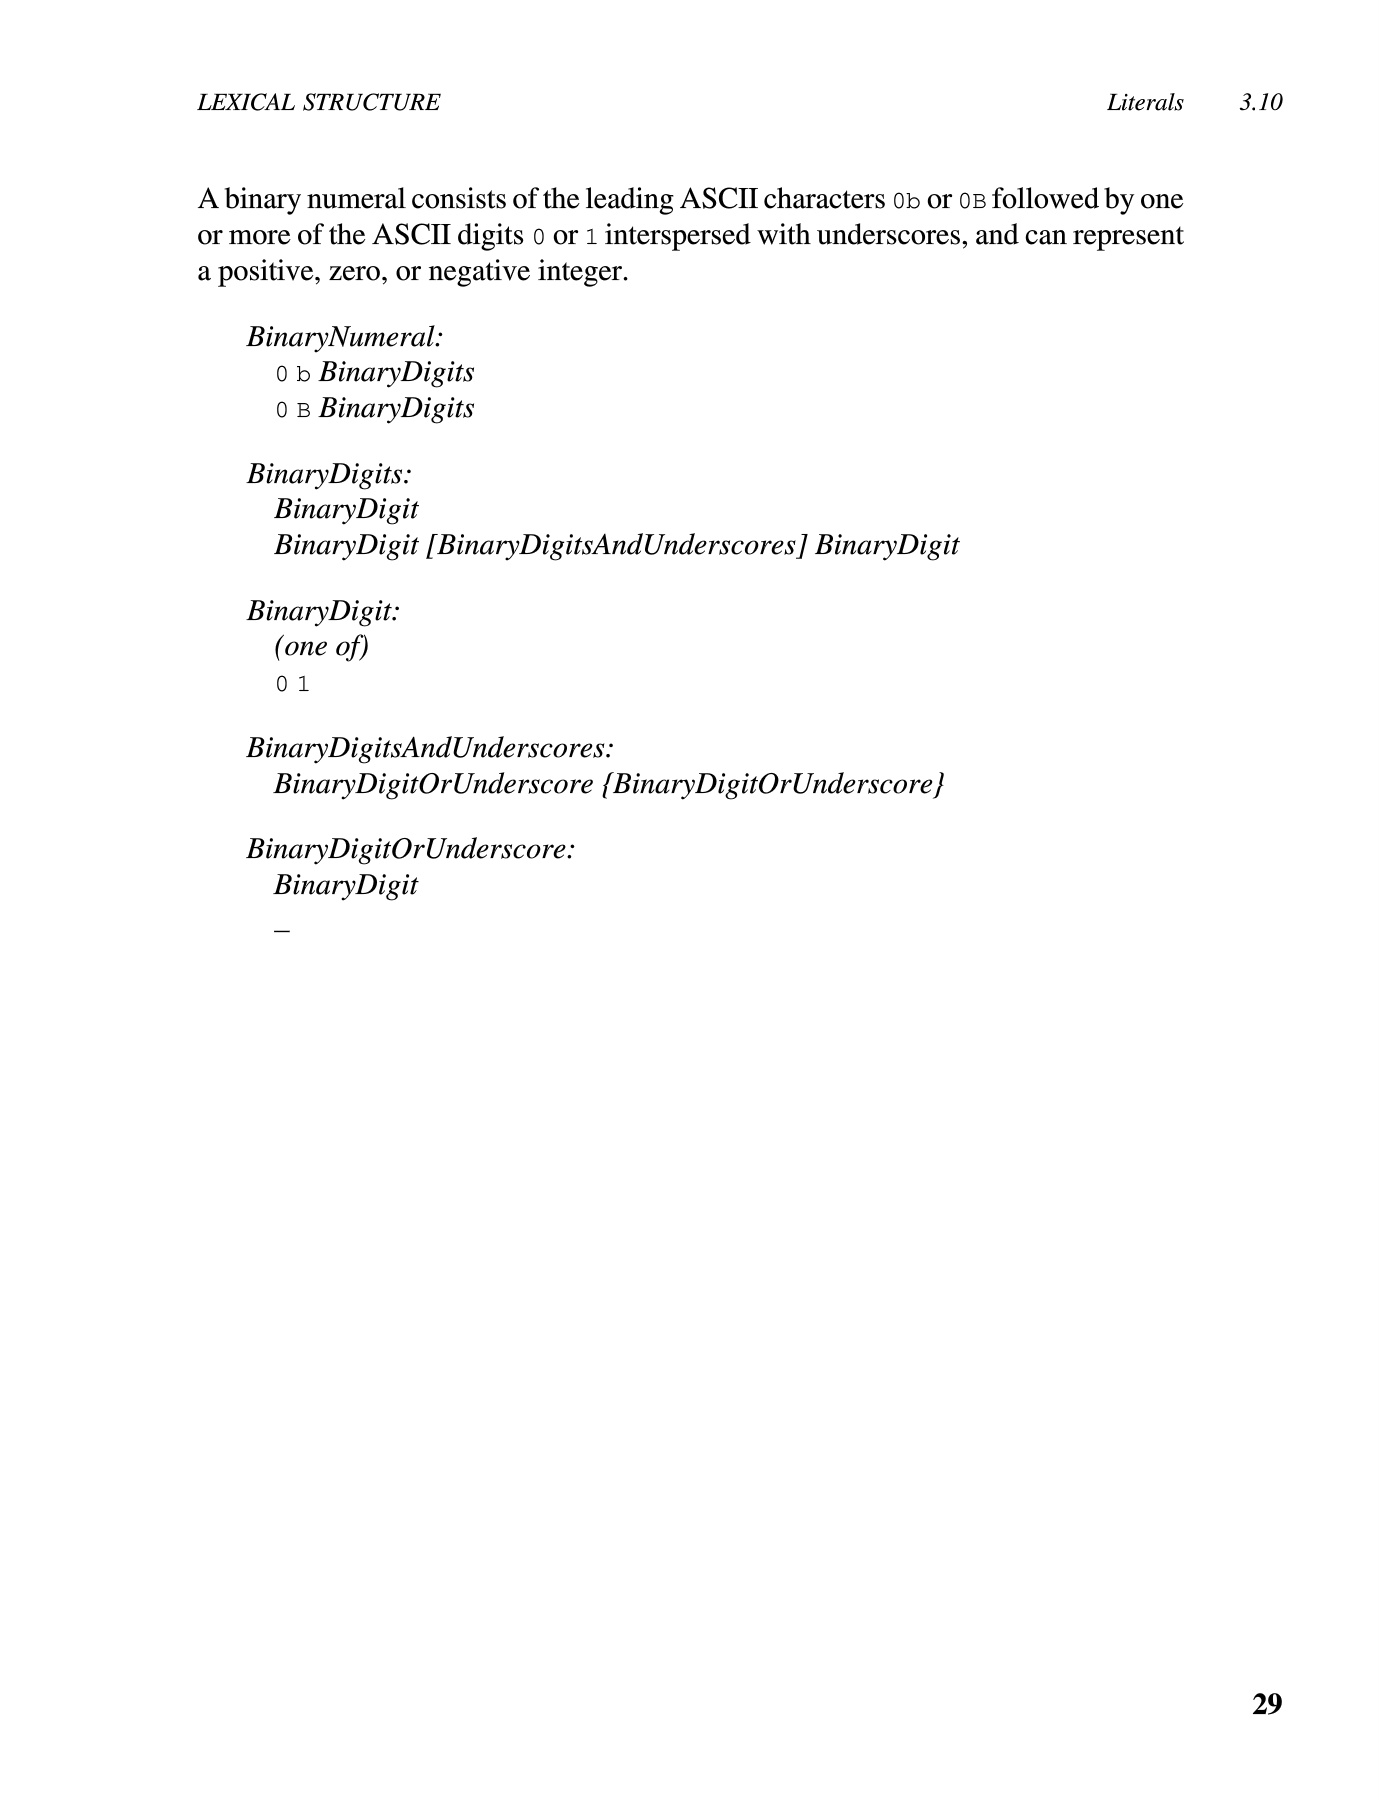 LEXICAL STRUCTURE Literals 3.10
A binary numeral consists of the leading ASCII characters 0b or 0B followed by one
or more of the ASCII digits 0 or 1 interspersed with underscores, and can represent
a positive, zero, or negative integer.
BinaryNumeral:
0 b BinaryDigits
0 B BinaryDigits
BinaryDigits:
BinaryDigit
BinaryDigit [BinaryDigitsAndUnderscores] BinaryDigit
BinaryDigit:
(one of)
0 1
BinaryDigitsAndUnderscores:
BinaryDigitOrUnderscore {BinaryDigitOrUnderscore}
BinaryDigitOrUnderscore:
BinaryDigit
_
29